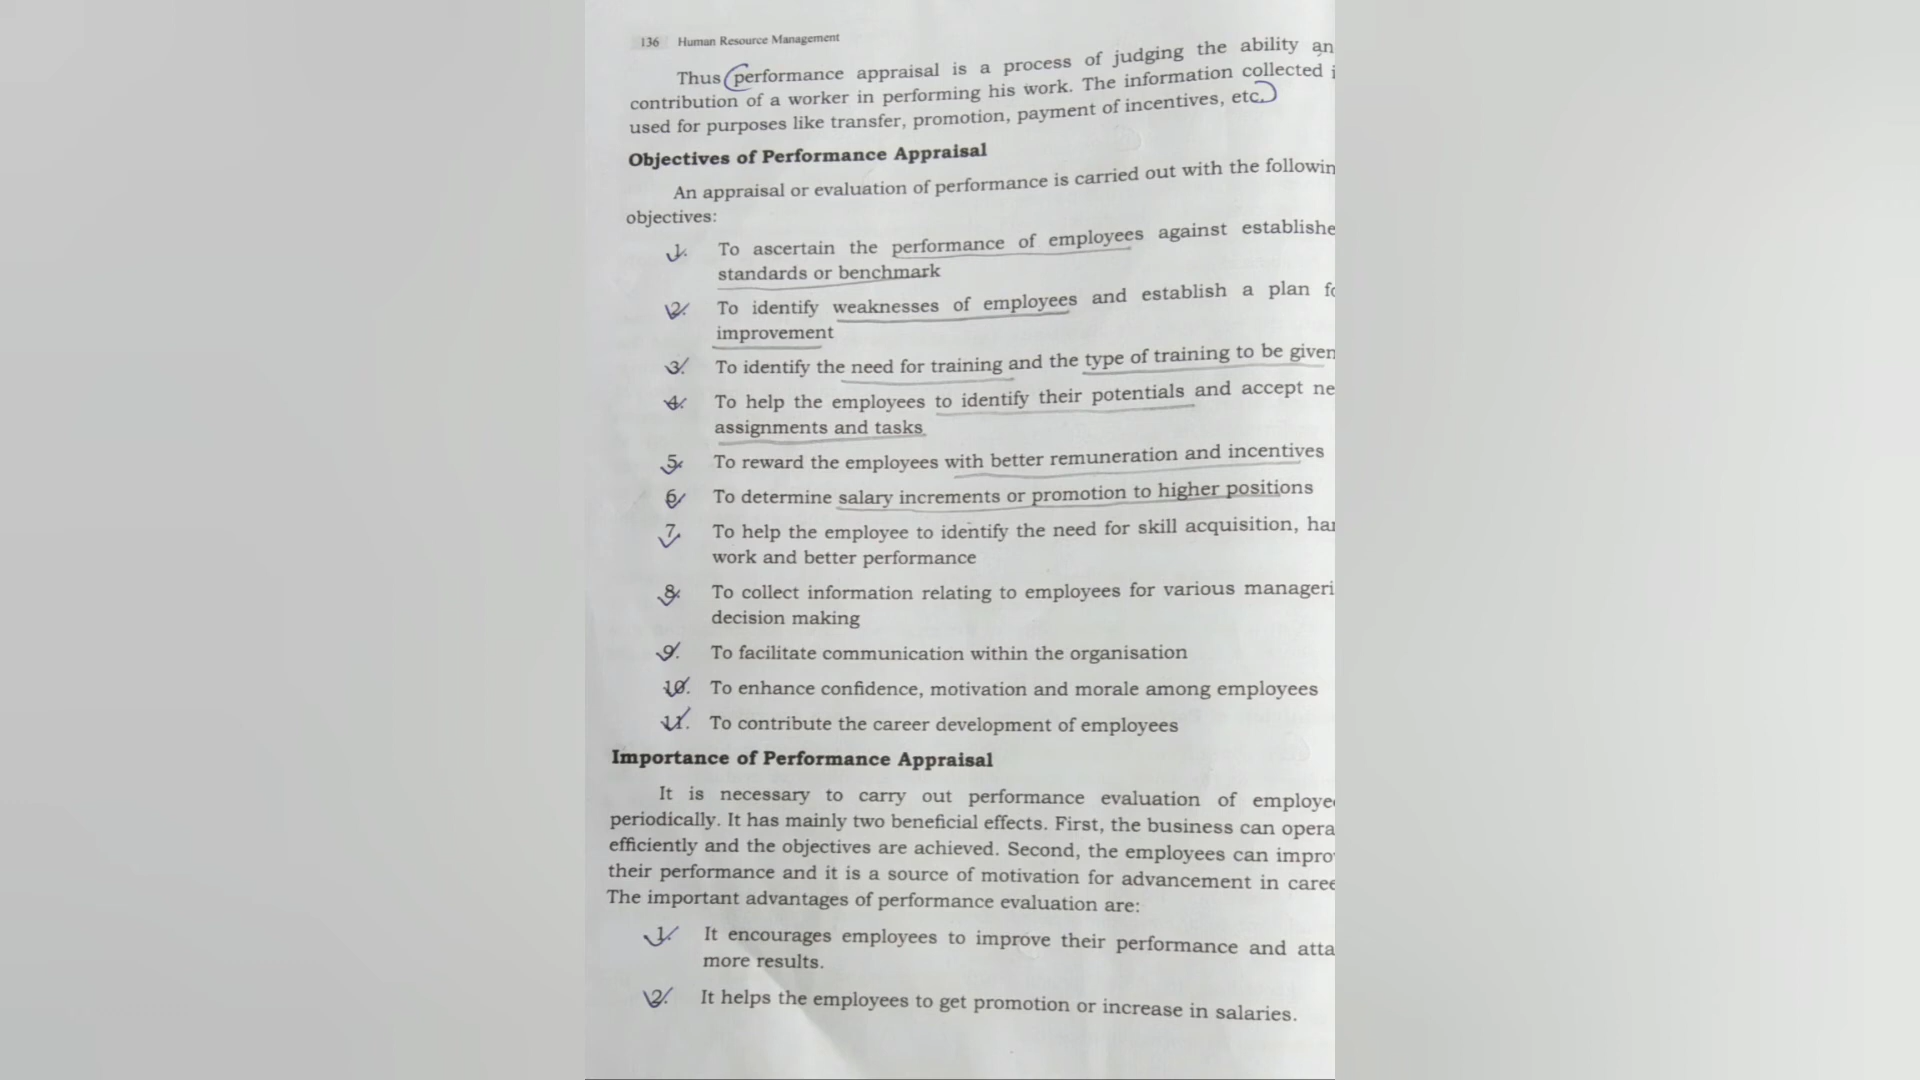 136 Human Resource Management
Thus performance appraisal is a process of judging the ability an
contribution of a worker in performing his work. The information collected i
used for purposes like transfer, promotion, payment of incentives, etc.
Objectives of Performance Appraisal
An appraisal or evaluation of performance is carried out with the followin
objectives:
1. To ascertain the performance of employees against establishe
standards or benchmark
2. To identify weaknesses of employees and establish a plan fo
improvement
3. To identify the need for training and the type of training to be given
4. To help the employees to identify their potentials and accept ne
assignments and tasks
5. To reward the employees with better remuneration and incentives
6. To determine salary increments or promotion to higher positions
7. To help the employee to identify the need for skill acquisition, har
work and better performance
8. To collect information relating to employees for various manageri
decision making
9. To facilitate communication within the organisation
10. To enhance confidence, motivation and morale among employees
11. To contribute the career development of employees
Importance of Performance Appraisal
It is necessary to carry out performance evaluation of employe
periodically. It has mainly two beneficial effects. First, the business can opera
efficiently and the objectives are achieved. Second, the employees can impro
their performance and it is a source of motivation for advancement in caree
The important advantages of performance evaluation are:
1. It encourages employees to improve their performance and atta
more results.
2. It helps the employees to get promotion or increase in salaries.